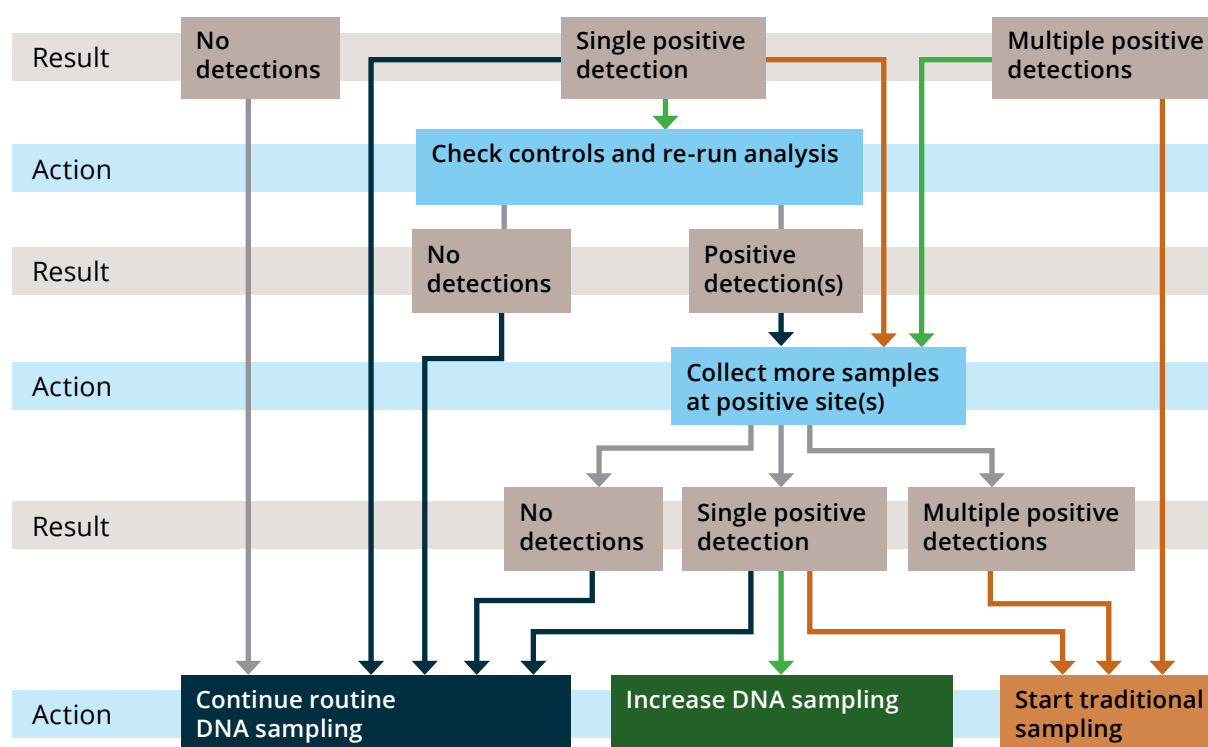 Result
No
detections
Single positive
detection
Multiple positive
detections
Action
Check controls and re-run analysis
Result
No
detections
Positive
detection(s)
Action
Collect more samples
at positive site(s)
Result
No
detections
Single positive
detection
Multiple positive
detections
Action
Continue routine
DNA sampling
Increase DNA sampling
Start traditional
sampling